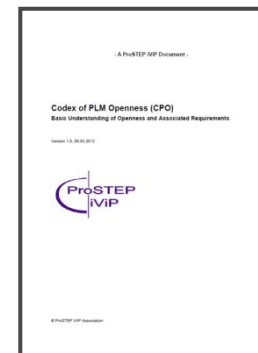 - A ProSTEP iViP Document -
Codex of PLM Openness (CPO)
Basic Understanding of Openness and Associated Requirements
ProSTEP
iViP
© ProSTEP iViP Association